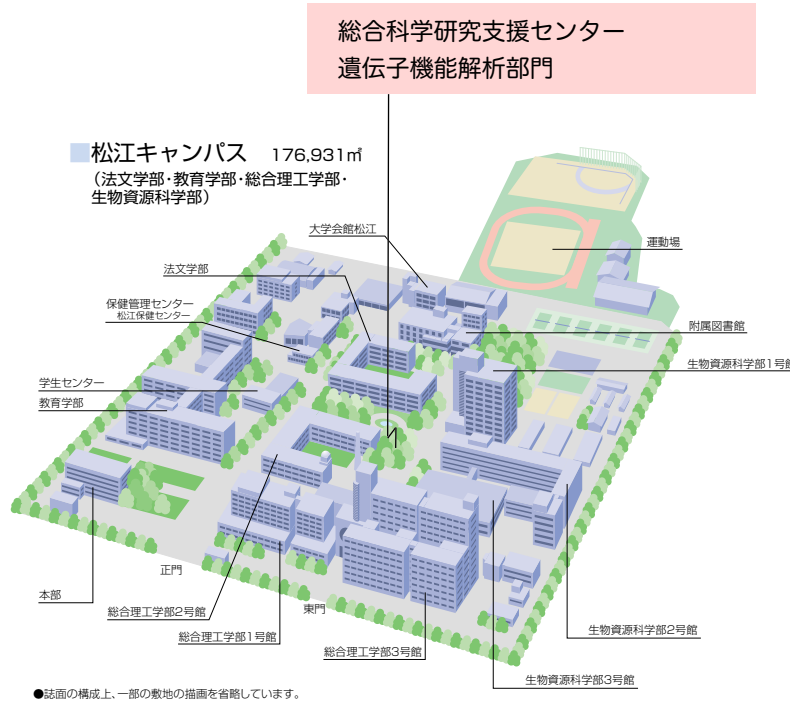 総合科学研究支援センター
遺伝子機能解析部門
松江キャンパス 176,931㎡
(法文学部・教育学部・総合理工学部・
生物資源科学部)
大学会館松江
運動場
法文学部
保健管理センター
松江保健センター
附属図書館
生物資源科学部1号館
学生センター
教育学部
正門
本部
東門
総合理工学部2号館
総合理工学部1号館
総合理工学部3号館
生物資源科学部2号館
生物資源科学部3号館
●誌面の構成上、一部の敷地の描画を省略しています。